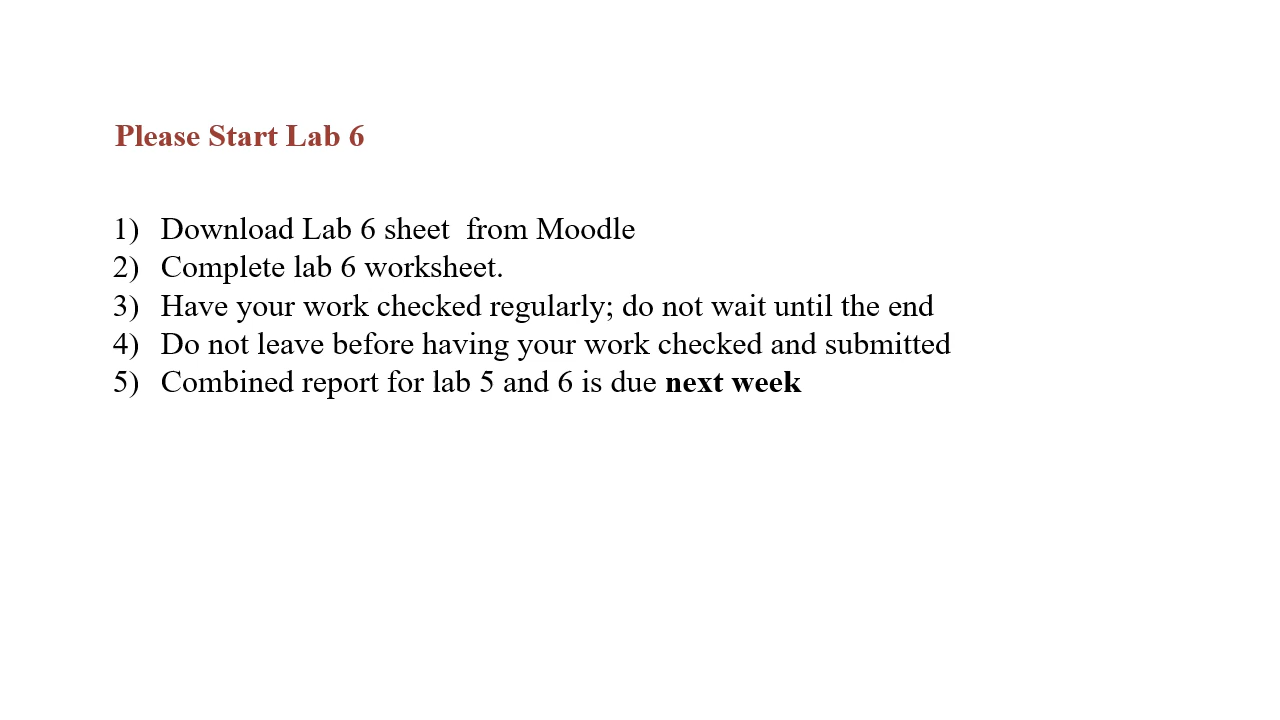 Please Start Lab 6
1) Download Lab 6 sheet  from Moodle
2) Complete lab 6 worksheet.
3) Have your work checked regularly; do not wait until the end
4) Do not leave before having your work checked and submitted
5) Combined report for lab 5 and 6 is due next week